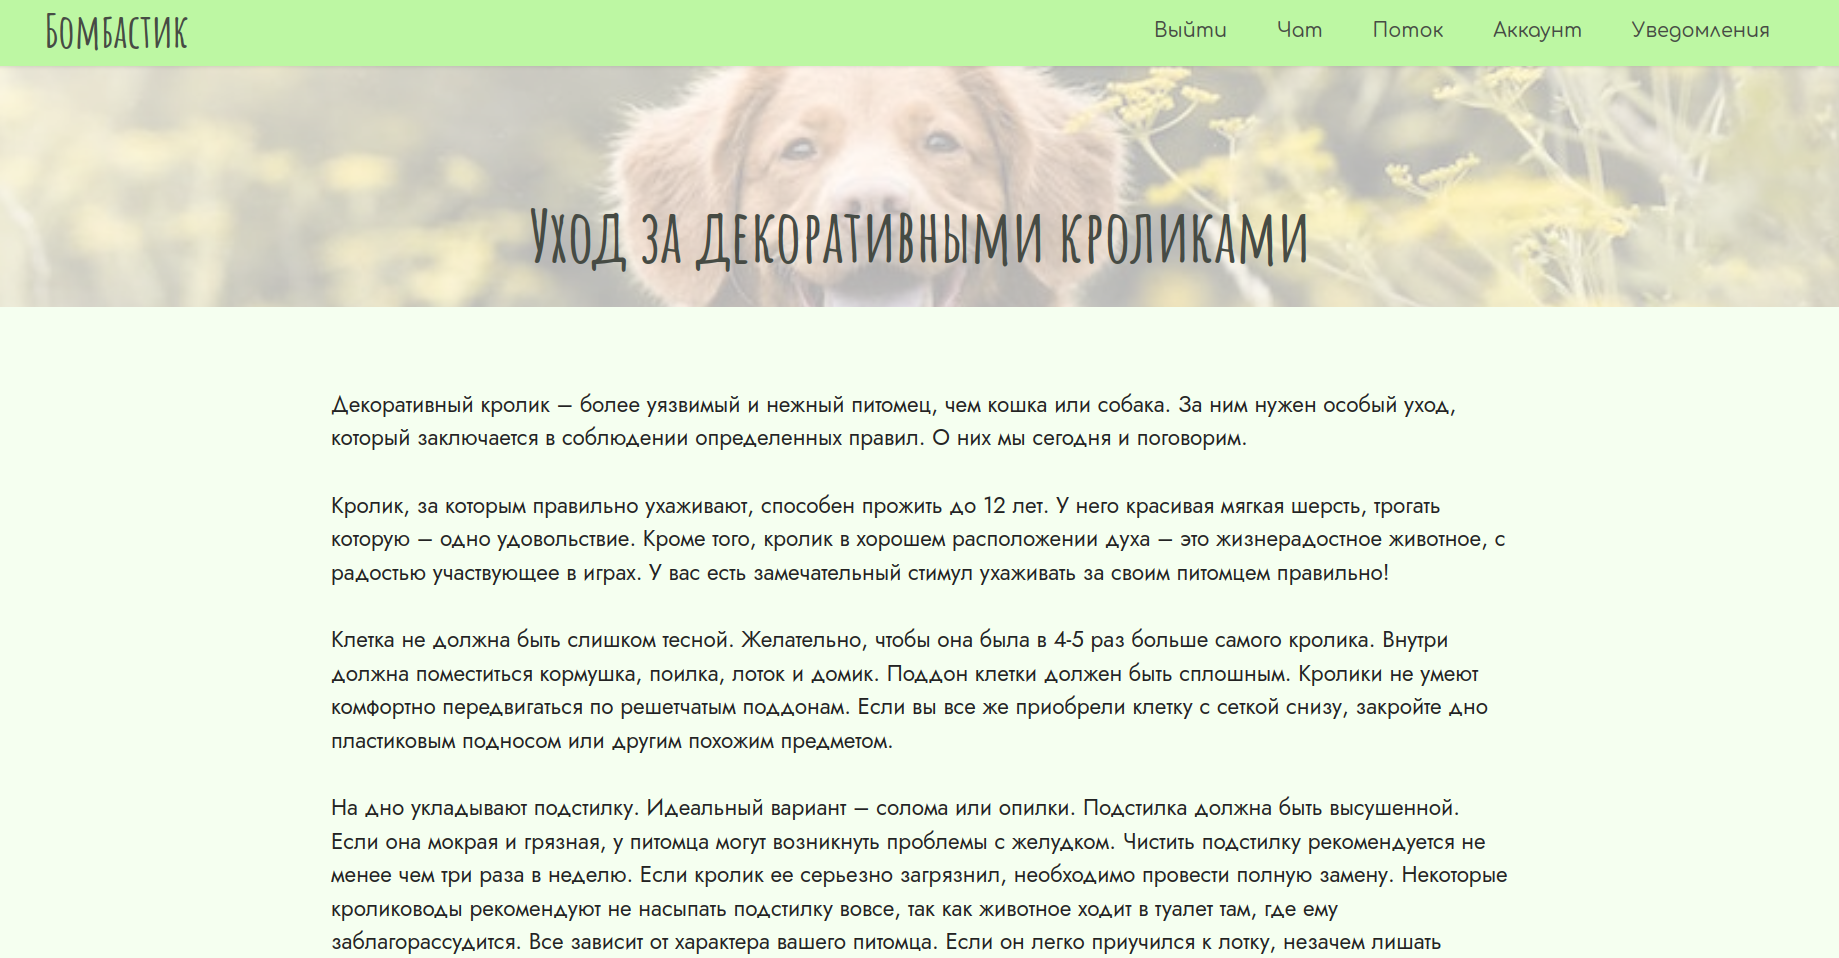 Бомбастик
Выйти Чат Поток Аккаунт Уведомления
Уход за декоративными кроликами
Декоративный кролик – более уязвимый и нежный питомец, чем кошка или собака. За ним нужен особый уход,
который заключается в соблюдении определенных правил. О них мы сегодня и поговорим.
Кролик, за которым правильно ухаживают, способен прожить до 12 лет. У него красивая мягкая шерсть, трогать
которую – одно удовольствие. Кроме того, кролик в хорошем расположении духа – это жизнерадостное животное, с
радостью участвующее в играх. У вас есть замечательный стимул ухаживать за своим питомцем правильно!
Клетка не должна быть слишком тесной. Желательно, чтобы она была в 4-5 раз больше самого кролика. Внутри
должна поместиться кормушка, поилка, лоток и домик. Поддон клетки должен быть сплошным. Кролики не умеют
комфортно передвигаться по решетчатым поддонам. Если вы все же приобрели клетку с сеткой снизу, закройте дно
пластиковым подносом или другим похожим предметом.
На дно укладывают подстилку. Идеальный вариант – солома или опилки. Подстилка должна быть высушенной.
Если она мокрая и грязная, у питомца могут возникнуть проблемы с желудком. Чистить подстилку рекомендуется не
менее чем три раза в неделю. Если кролик ее серьезно загрязнил, необходимо провести полную замену. Некоторые
кролиководы рекомендуют не насыпать подстилку вовсе, так как животное ходит в туалет там, где ему
заблагорассудится. Все зависит от характера вашего питомца. Если он легко приучился к лотку, незачем лишать